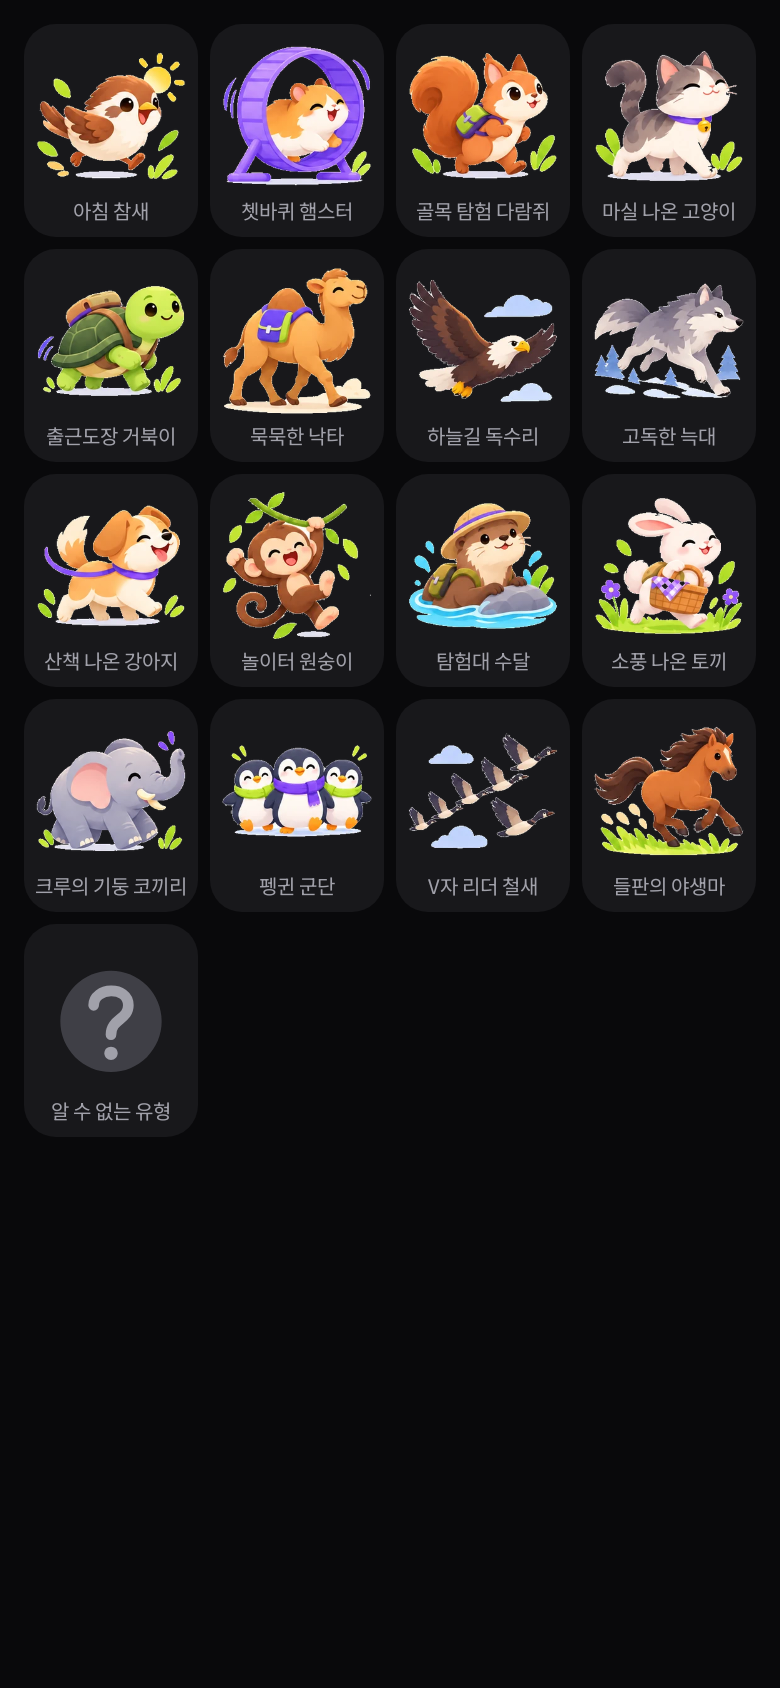 아침 참새
쳇바퀴 햄스터
골목 탐험 다람쥐
마실 나온 고양이
출근도장 거북이
묵묵한 낙타
하늘길 독수리
고독한 늑대
산책 나온 강아지
놀이터 원숭이
탐험대 수달
소풍 나온 토끼
크루의 기둥 코끼리
펭귄 군단
V자 리더 철새
들판의 야생마
?
알 수 없는 유형